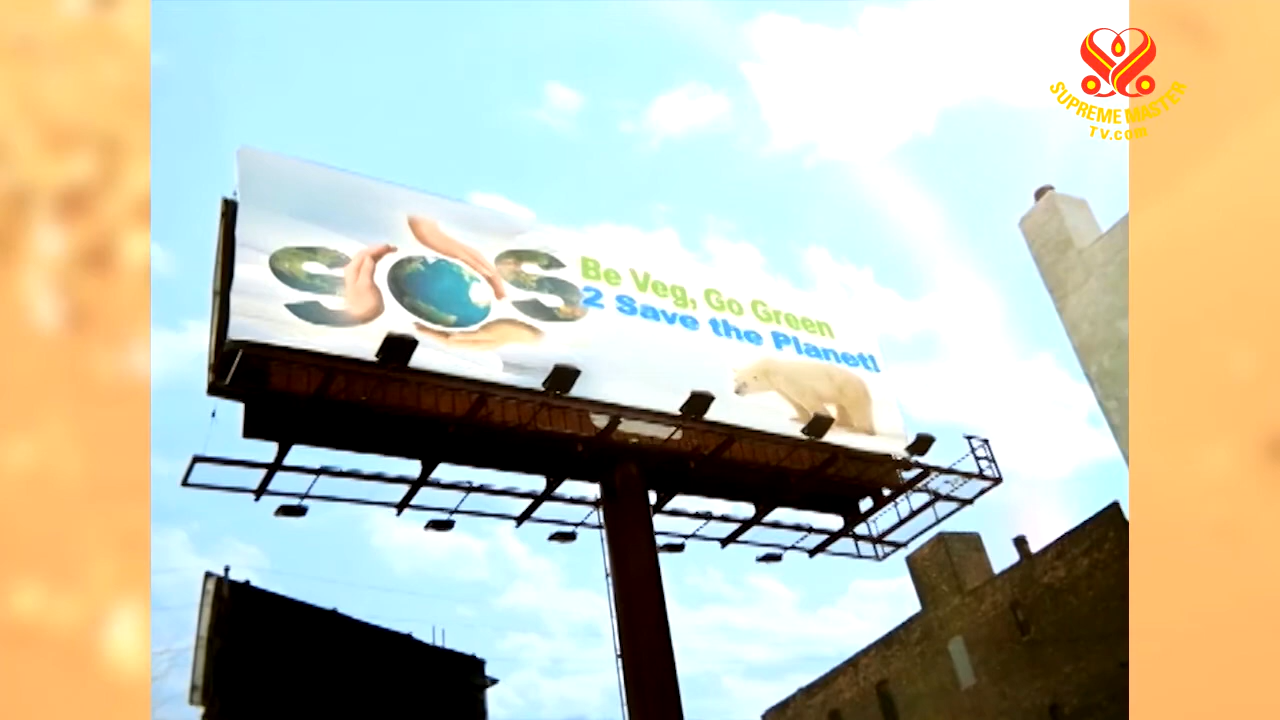 SUPREME MASTER
TV.com
SOS
Be Veg, Go Green
2 Save the Planet!